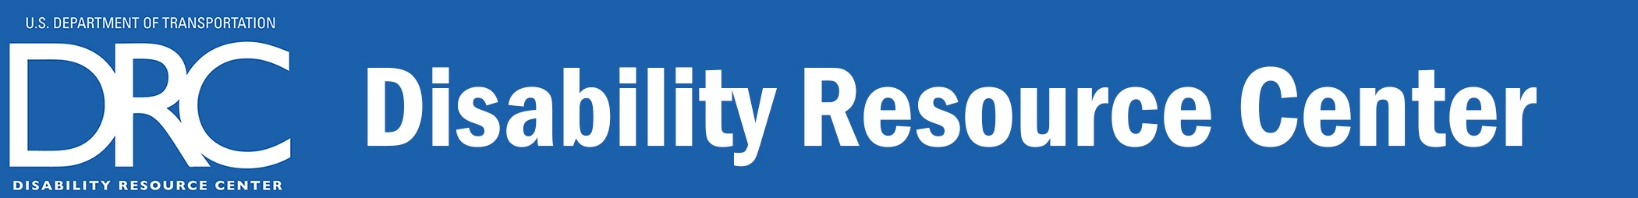 U.S. DEPARTMENT OF TRANSPORTATION
DRC
DISABILITY RESOURCE CENTER
Disability Resource Center